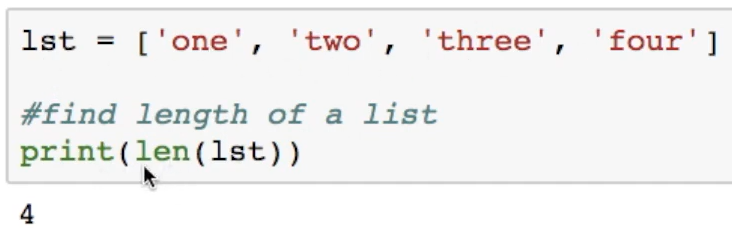 lst = ['one', 'two', 'three', 'four']
#find length of a list
print(len(lst))
4